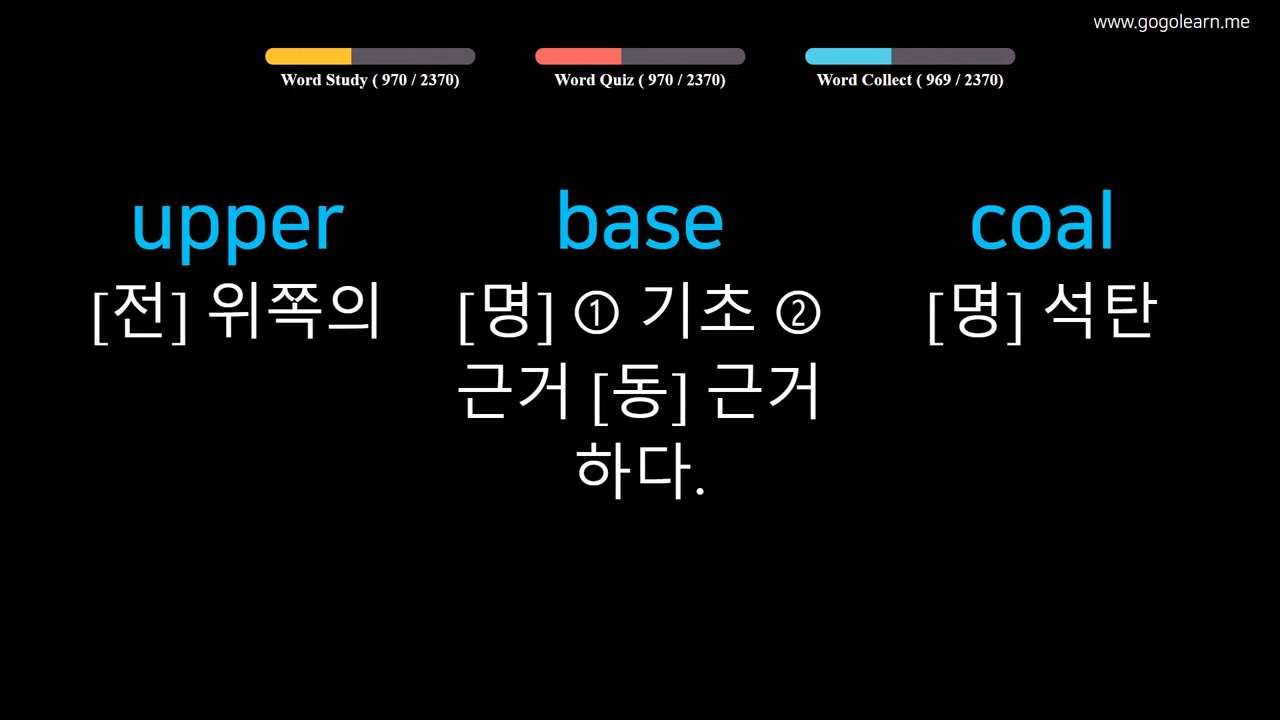 www.gogolearn.me
Word Study ( 970 / 2370)
Word Quiz ( 970 / 2370)
Word Collect ( 969 / 2370)
upper
[전] 위쪽의
base
[명] ① 기초 ②
근거 [동] 근거
하다.
coal
[명] 석탄